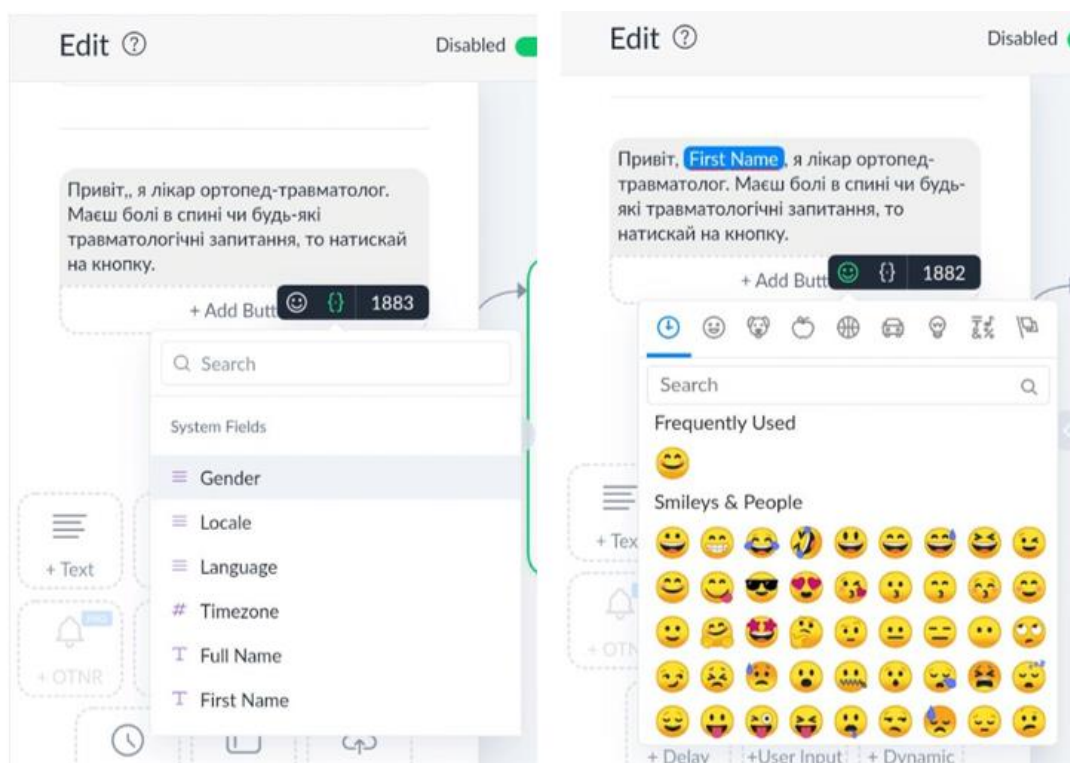 Edit
Disabled
Привіт,, я лікар ортопед-травматолог.
Маєш болі в спині чи будь-які
травматологічні запитання, то натискай
на кнопку.
+ Add Butt
1883
Search
System Fields
Gender
Locale
Language
# Timezone
T Full Name
T First Name
+ Text
PRO
+ OTNR
Edit
Disabled
Привіт, First Name , я лікар ортопед-
травматолог. Маєш болі в спині чи будь-
які травматологічні запитання, то
натискай на кнопку.
+ Add Butt
1882
Search
Frequently Used
Smileys & People
+ Tex
+ OTN
+ Delay
+User Input
+ Dynamic